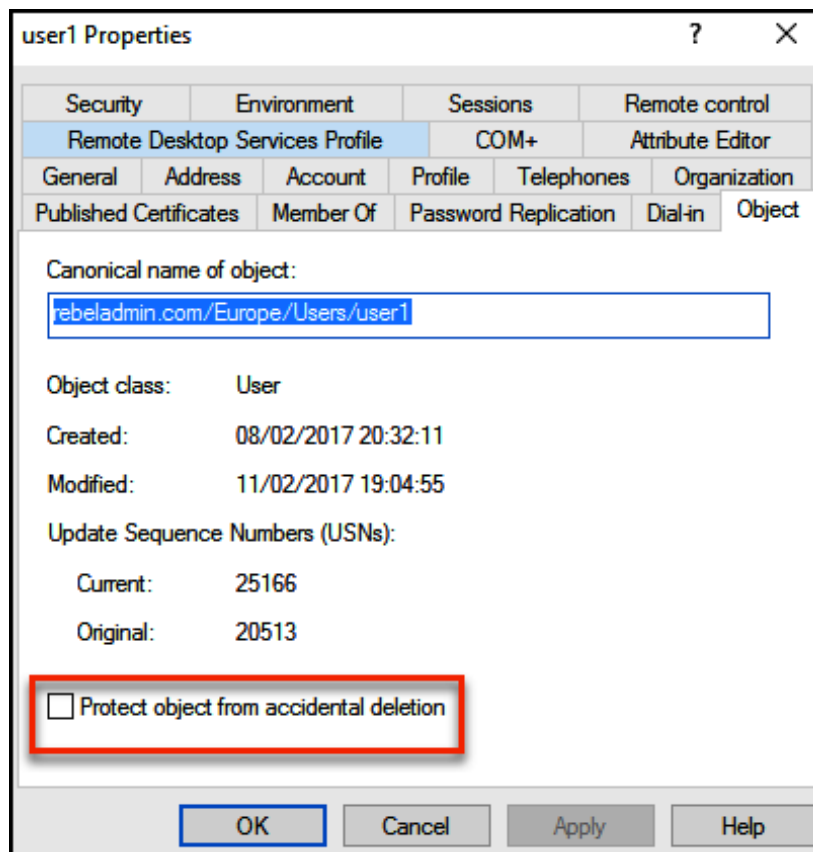 user1 Properties
?
Security Environment Sessions Remote control
Remote Desktop Services Profile COM+ Attribute Editor
General Address Account Profile Telephones Organization
Published Certificates Member Of Password Replication Dial-in Object
Canonical name of object:
rebeladmin.com/Europe/Users/user1
Object class: User
Created: 08/02/2017 20:32:11
Modified: 11/02/2017 19:04:55
Update Sequence Numbers (USNs):
Current: 25166
Original: 20513
Protect object from accidental deletion
OK Cancel Apply Help